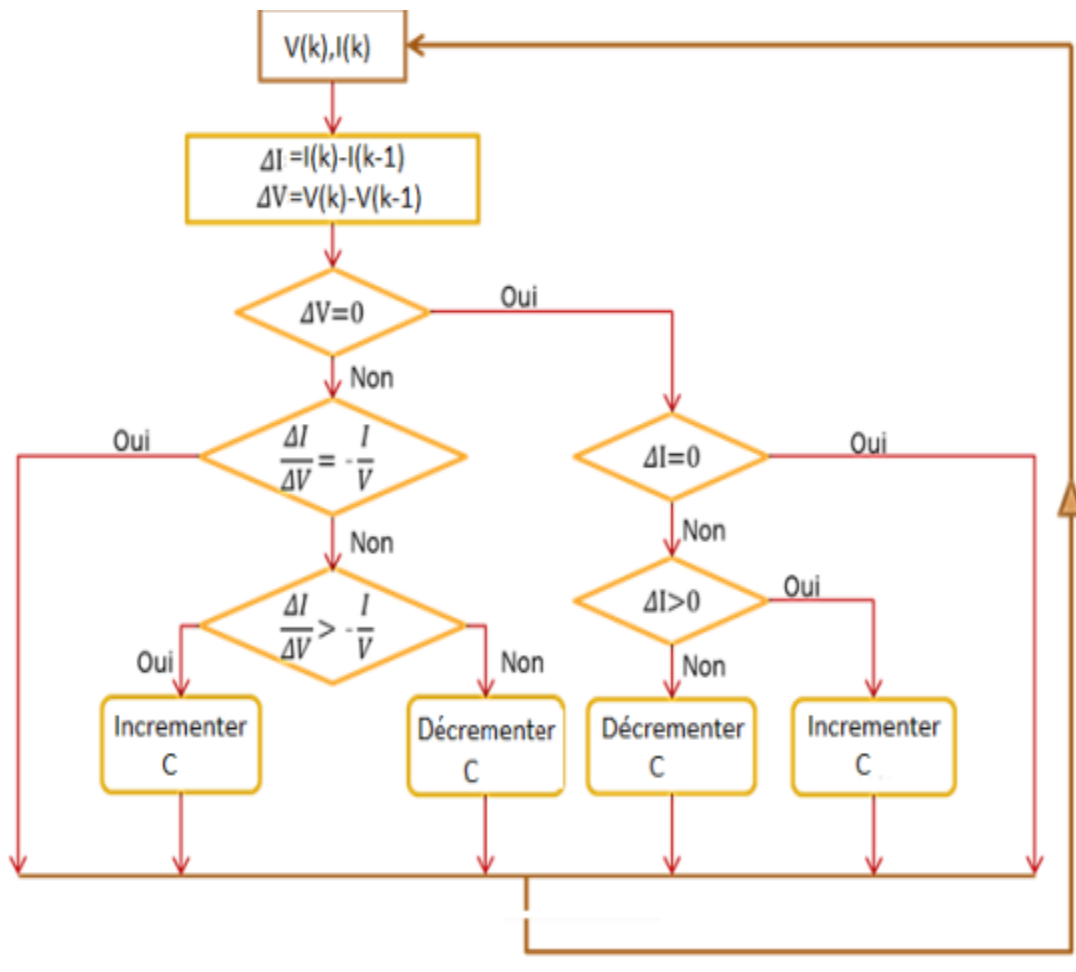 V(k),I(k)
ΔI=I(k)-I(k-1)
ΔV=V(k)-V(k-1)
ΔV=0
Oui
Non
Oui
ΔI/ΔV = -I/V
ΔI=0
Oui
Non
Non
ΔI/ΔV > -I/V
ΔI>0
Oui
Oui
Non
Non
Incrementer
C
Décrementer
C
Décrementer
C
Incrementer
C